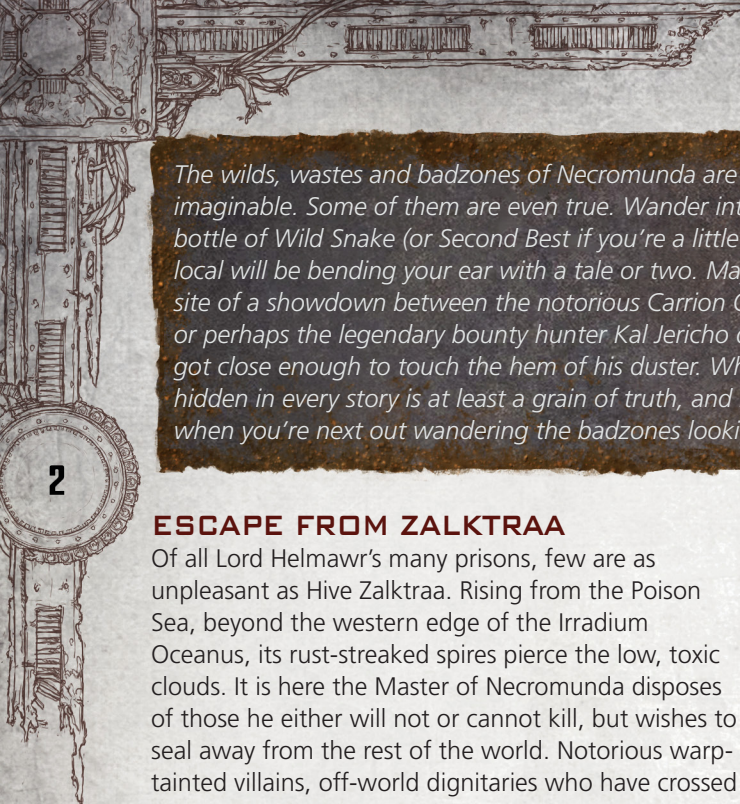 The wilds, wastes and badzones of Necromunda are
imaginable. Some of them are even true. Wander
bottle of Wild Snake (or Second Best if you're a little
local will be bending your ear with a tale or two.
site of a showdown between the notorious Carrion
or perhaps the legendary bounty hunter Kal Jericho
got close enough to touch the hem of his duster.
hidden in every story is at least a grain of truth, and
when you're next out wandering the badzones
2
ESCAPE FROM ZALKTRAA
Of all Lord Helmawr's many prisons, few are as
unpleasant as Hive Zalktraa. Rising from the Poison
Sea, beyond the western edge of the Irradium
Oceanus, its rust-streaked spires pierce the low, toxic
clouds. It is here the Master of Necromunda disposes
of those he either will not or cannot kill, but wishes to
seal away from the rest of the world. Notorious warp-
tainted villains, off-world dignitaries who have crossed